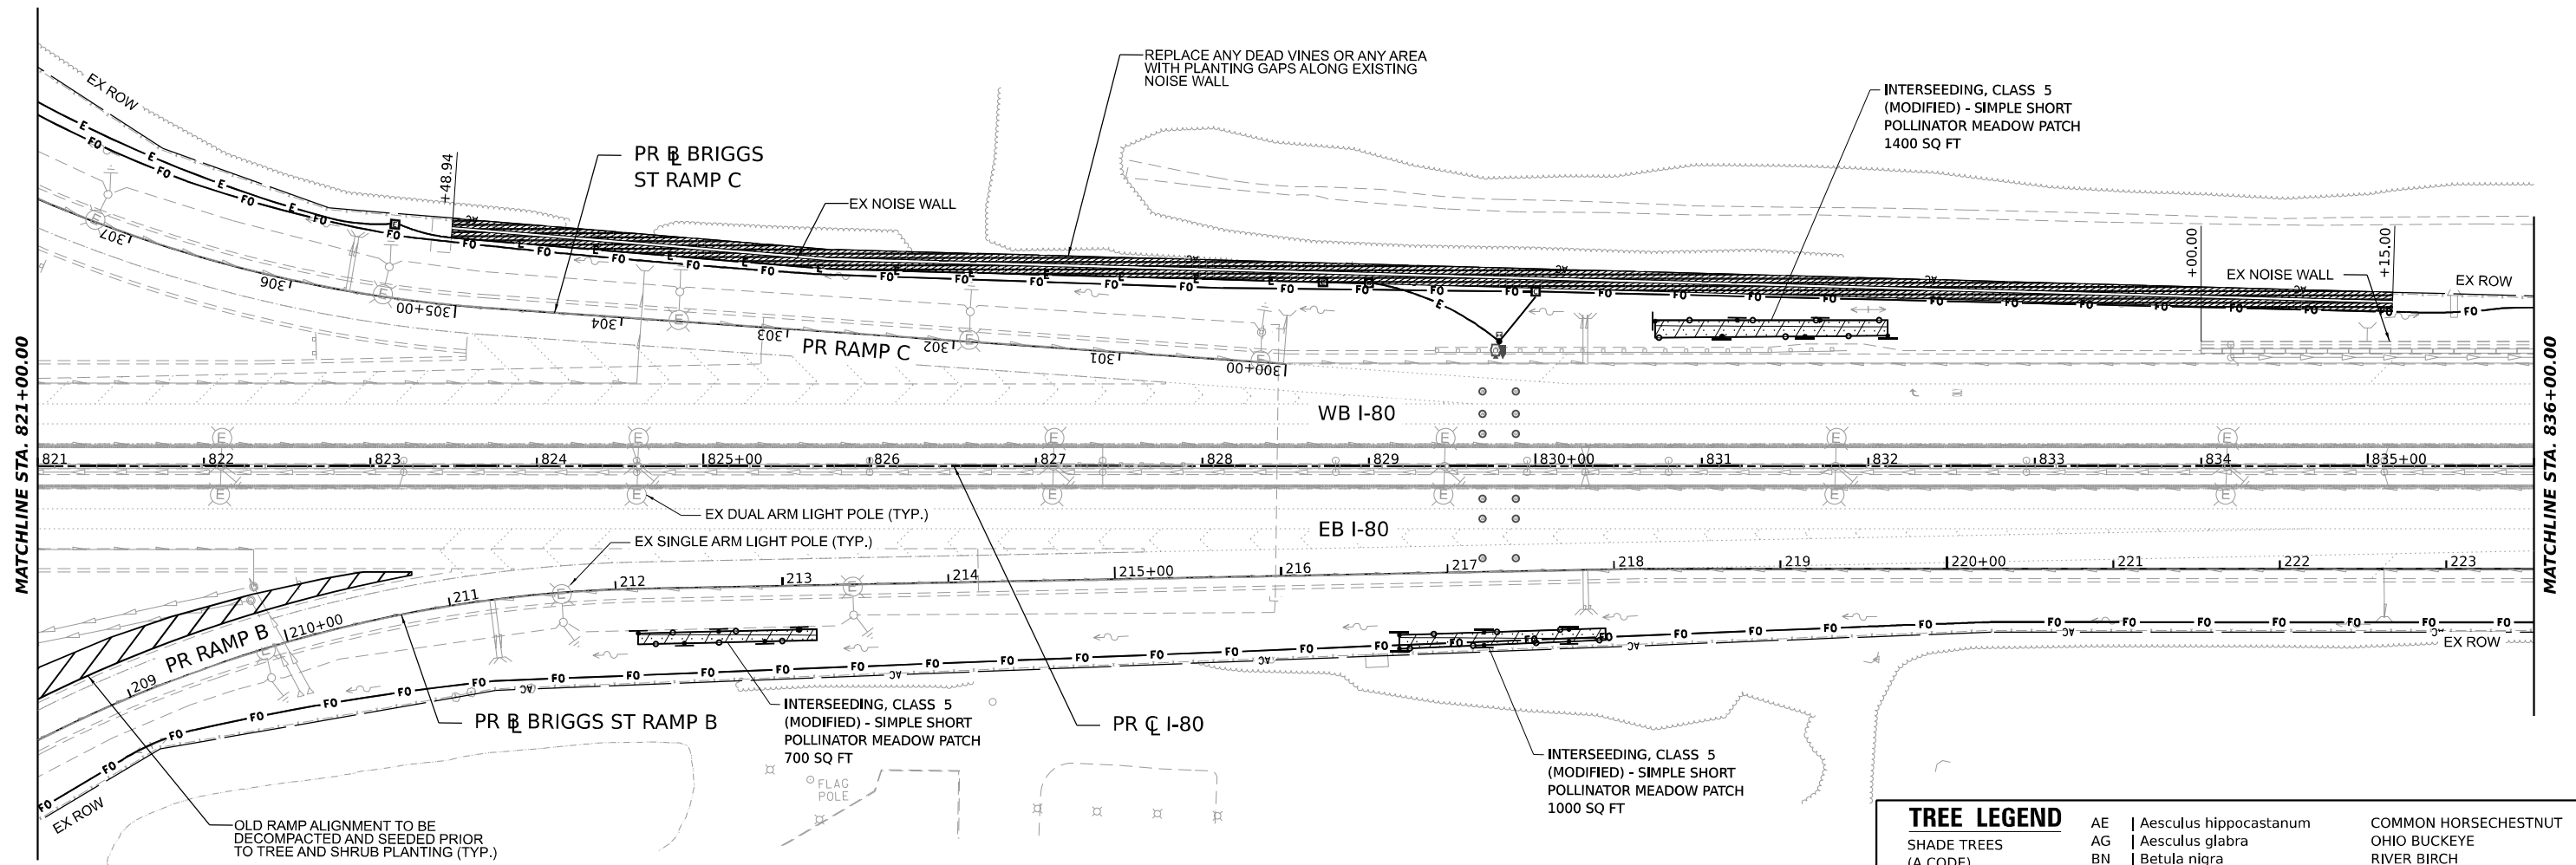 REPLACE ANY DEAD VINES OR ANY AREA
WITH PLANTING GAPS ALONG EXISTING
NOISE WALL
INTERSEEDING, CLASS 5
(MODIFIED) - SIMPLE SHORT
POLLINATOR MEADOW PATCH
1400 SQ FT
EX ROW
PR BL BRIGGS
ST RAMP C
+48.94
EX NOISE WALL
+00.00
+15.00
EX NOISE WALL
EX ROW
307
306
305+00
304
303
302
301
300+00
PR RAMP C
MATCHLINE STA. 821+00.00
MATCHLINE STA. 836+00.00
WB I-80
821
822
823
824
825+00
826
827
828
829
830+00
831
832
833
834
835+00
EX DUAL ARM LIGHT POLE (TYP.)
EB I-80
EX SINGLE ARM LIGHT POLE (TYP.)
209
210+00
211
212
213
214
215+00
216
217
218
219
220+00
221
222
223
PR RAMP B
EX ROW
PR BL BRIGGS ST RAMP B
INTERSEEDING, CLASS 5
(MODIFIED) - SIMPLE SHORT
POLLINATOR MEADOW PATCH
700 SQ FT
PR CL I-80
INTERSEEDING, CLASS 5
(MODIFIED) - SIMPLE SHORT
POLLINATOR MEADOW PATCH
1000 SQ FT
FLAG
POLE
EX ROW
OLD RAMP ALIGNMENT TO BE
DECOMPACTED AND SEEDED PRIOR
TO TREE AND SHRUB PLANTING (TYP.)
TREE LEGEND
SHADE TREES
(A CODE)
AE | Aesculus hippocastanum COMMON HORSECHESTNUT
AG | Aesculus glabra OHIO BUCKEYE
BN | Betula nigra RIVER BIRCH